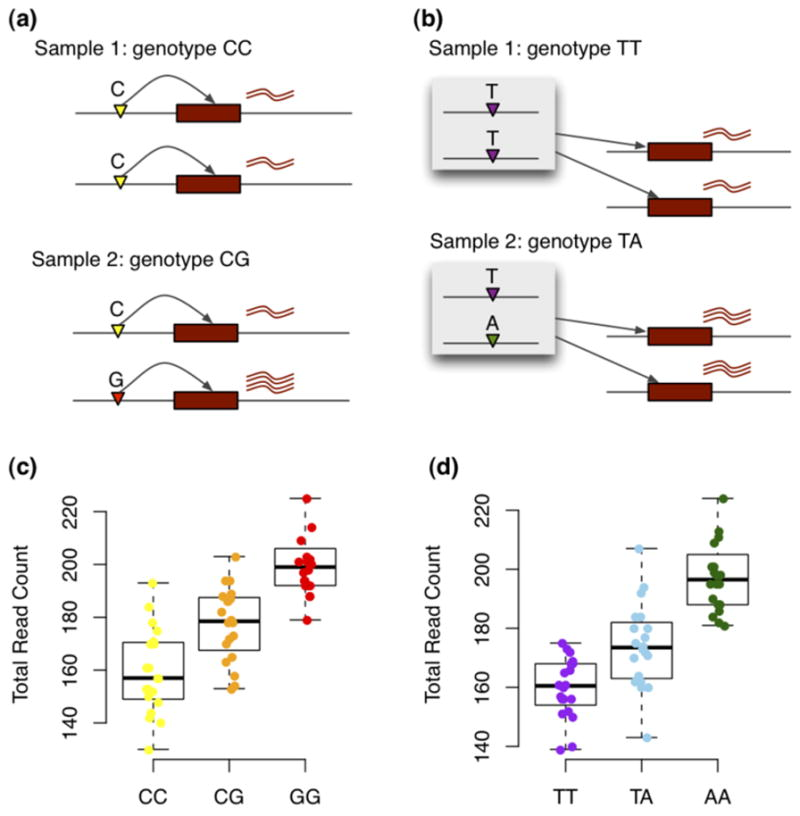 (a)
Sample 1: genotype CC
C
C
Sample 2: genotype CG
C
G
(b)
Sample 1: genotype TT
T
T
Sample 2: genotype TA
T
A
(c)
Total Read Count
220
200
180
160
140
CC CG GG
(d)
Total Read Count
220
200
180
160
140
TT TA AA